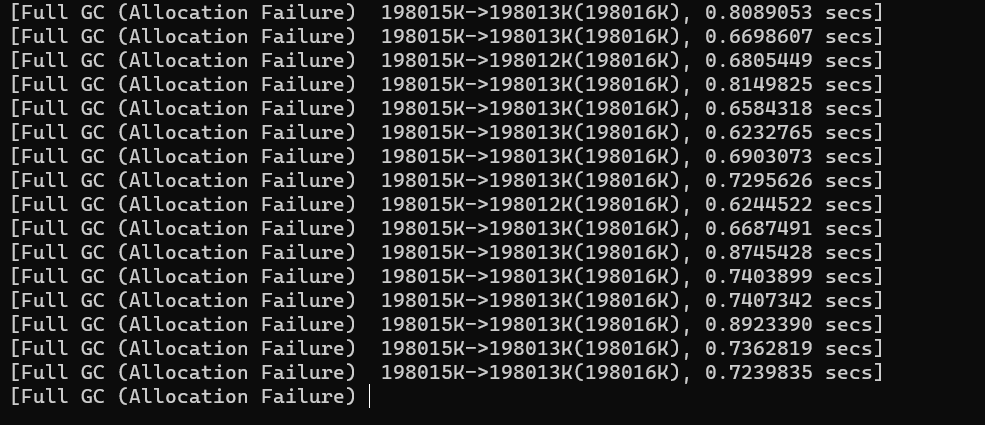 [Full GC (Allocation Failure)  198015K->198013K(198016K), 0.8089053 secs]
[Full GC (Allocation Failure)  198015K->198013K(198016K), 0.6698607 secs]
[Full GC (Allocation Failure)  198015K->198012K(198016K), 0.6805449 secs]
[Full GC (Allocation Failure)  198015K->198013K(198016K), 0.8149825 secs]
[Full GC (Allocation Failure)  198015K->198013K(198016K), 0.6584318 secs]
[Full GC (Allocation Failure)  198015K->198013K(198016K), 0.6232765 secs]
[Full GC (Allocation Failure)  198015K->198013K(198016K), 0.6903073 secs]
[Full GC (Allocation Failure)  198015K->198013K(198016K), 0.7295626 secs]
[Full GC (Allocation Failure)  198015K->198012K(198016K), 0.6244522 secs]
[Full GC (Allocation Failure)  198015K->198013K(198016K), 0.6687491 secs]
[Full GC (Allocation Failure)  198015K->198013K(198016K), 0.8745428 secs]
[Full GC (Allocation Failure)  198015K->198013K(198016K), 0.7403899 secs]
[Full GC (Allocation Failure)  198015K->198013K(198016K), 0.7407342 secs]
[Full GC (Allocation Failure)  198015K->198013K(198016K), 0.8923390 secs]
[Full GC (Allocation Failure)  198015K->198013K(198016K), 0.7362819 secs]
[Full GC (Allocation Failure)  198015K->198013K(198016K), 0.7239835 secs]
[Full GC (Allocation Failure)